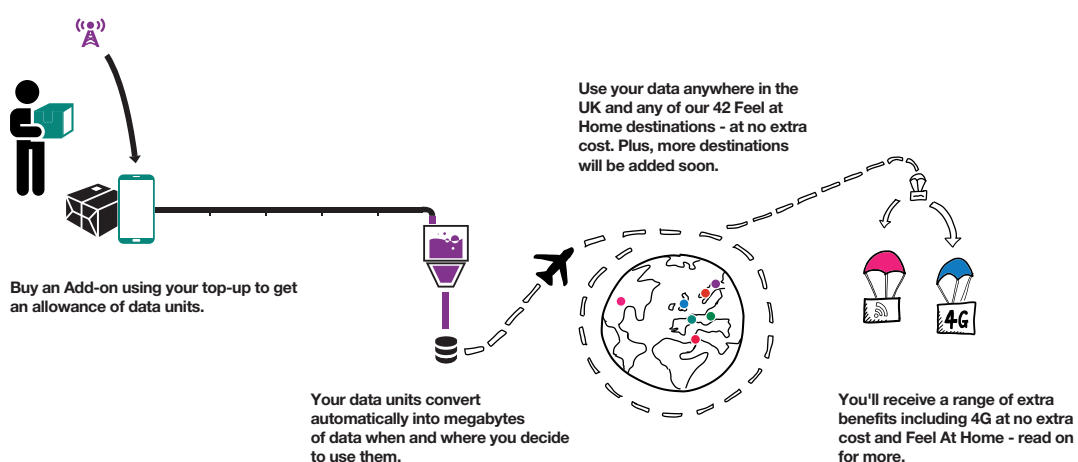 Buy an Add-on using your top-up to get
an allowance of data units.
Your data units convert
automatically into megabytes
of data when and where you decide
to use them.
Use your data anywhere in the
UK and any of our 42 Feel at
Home destinations - at no extra
cost. Plus, more destinations
will be added soon.
4G
You'll receive a range of extra
benefits including 4G at no extra
cost and Feel At Home - read on
for more.